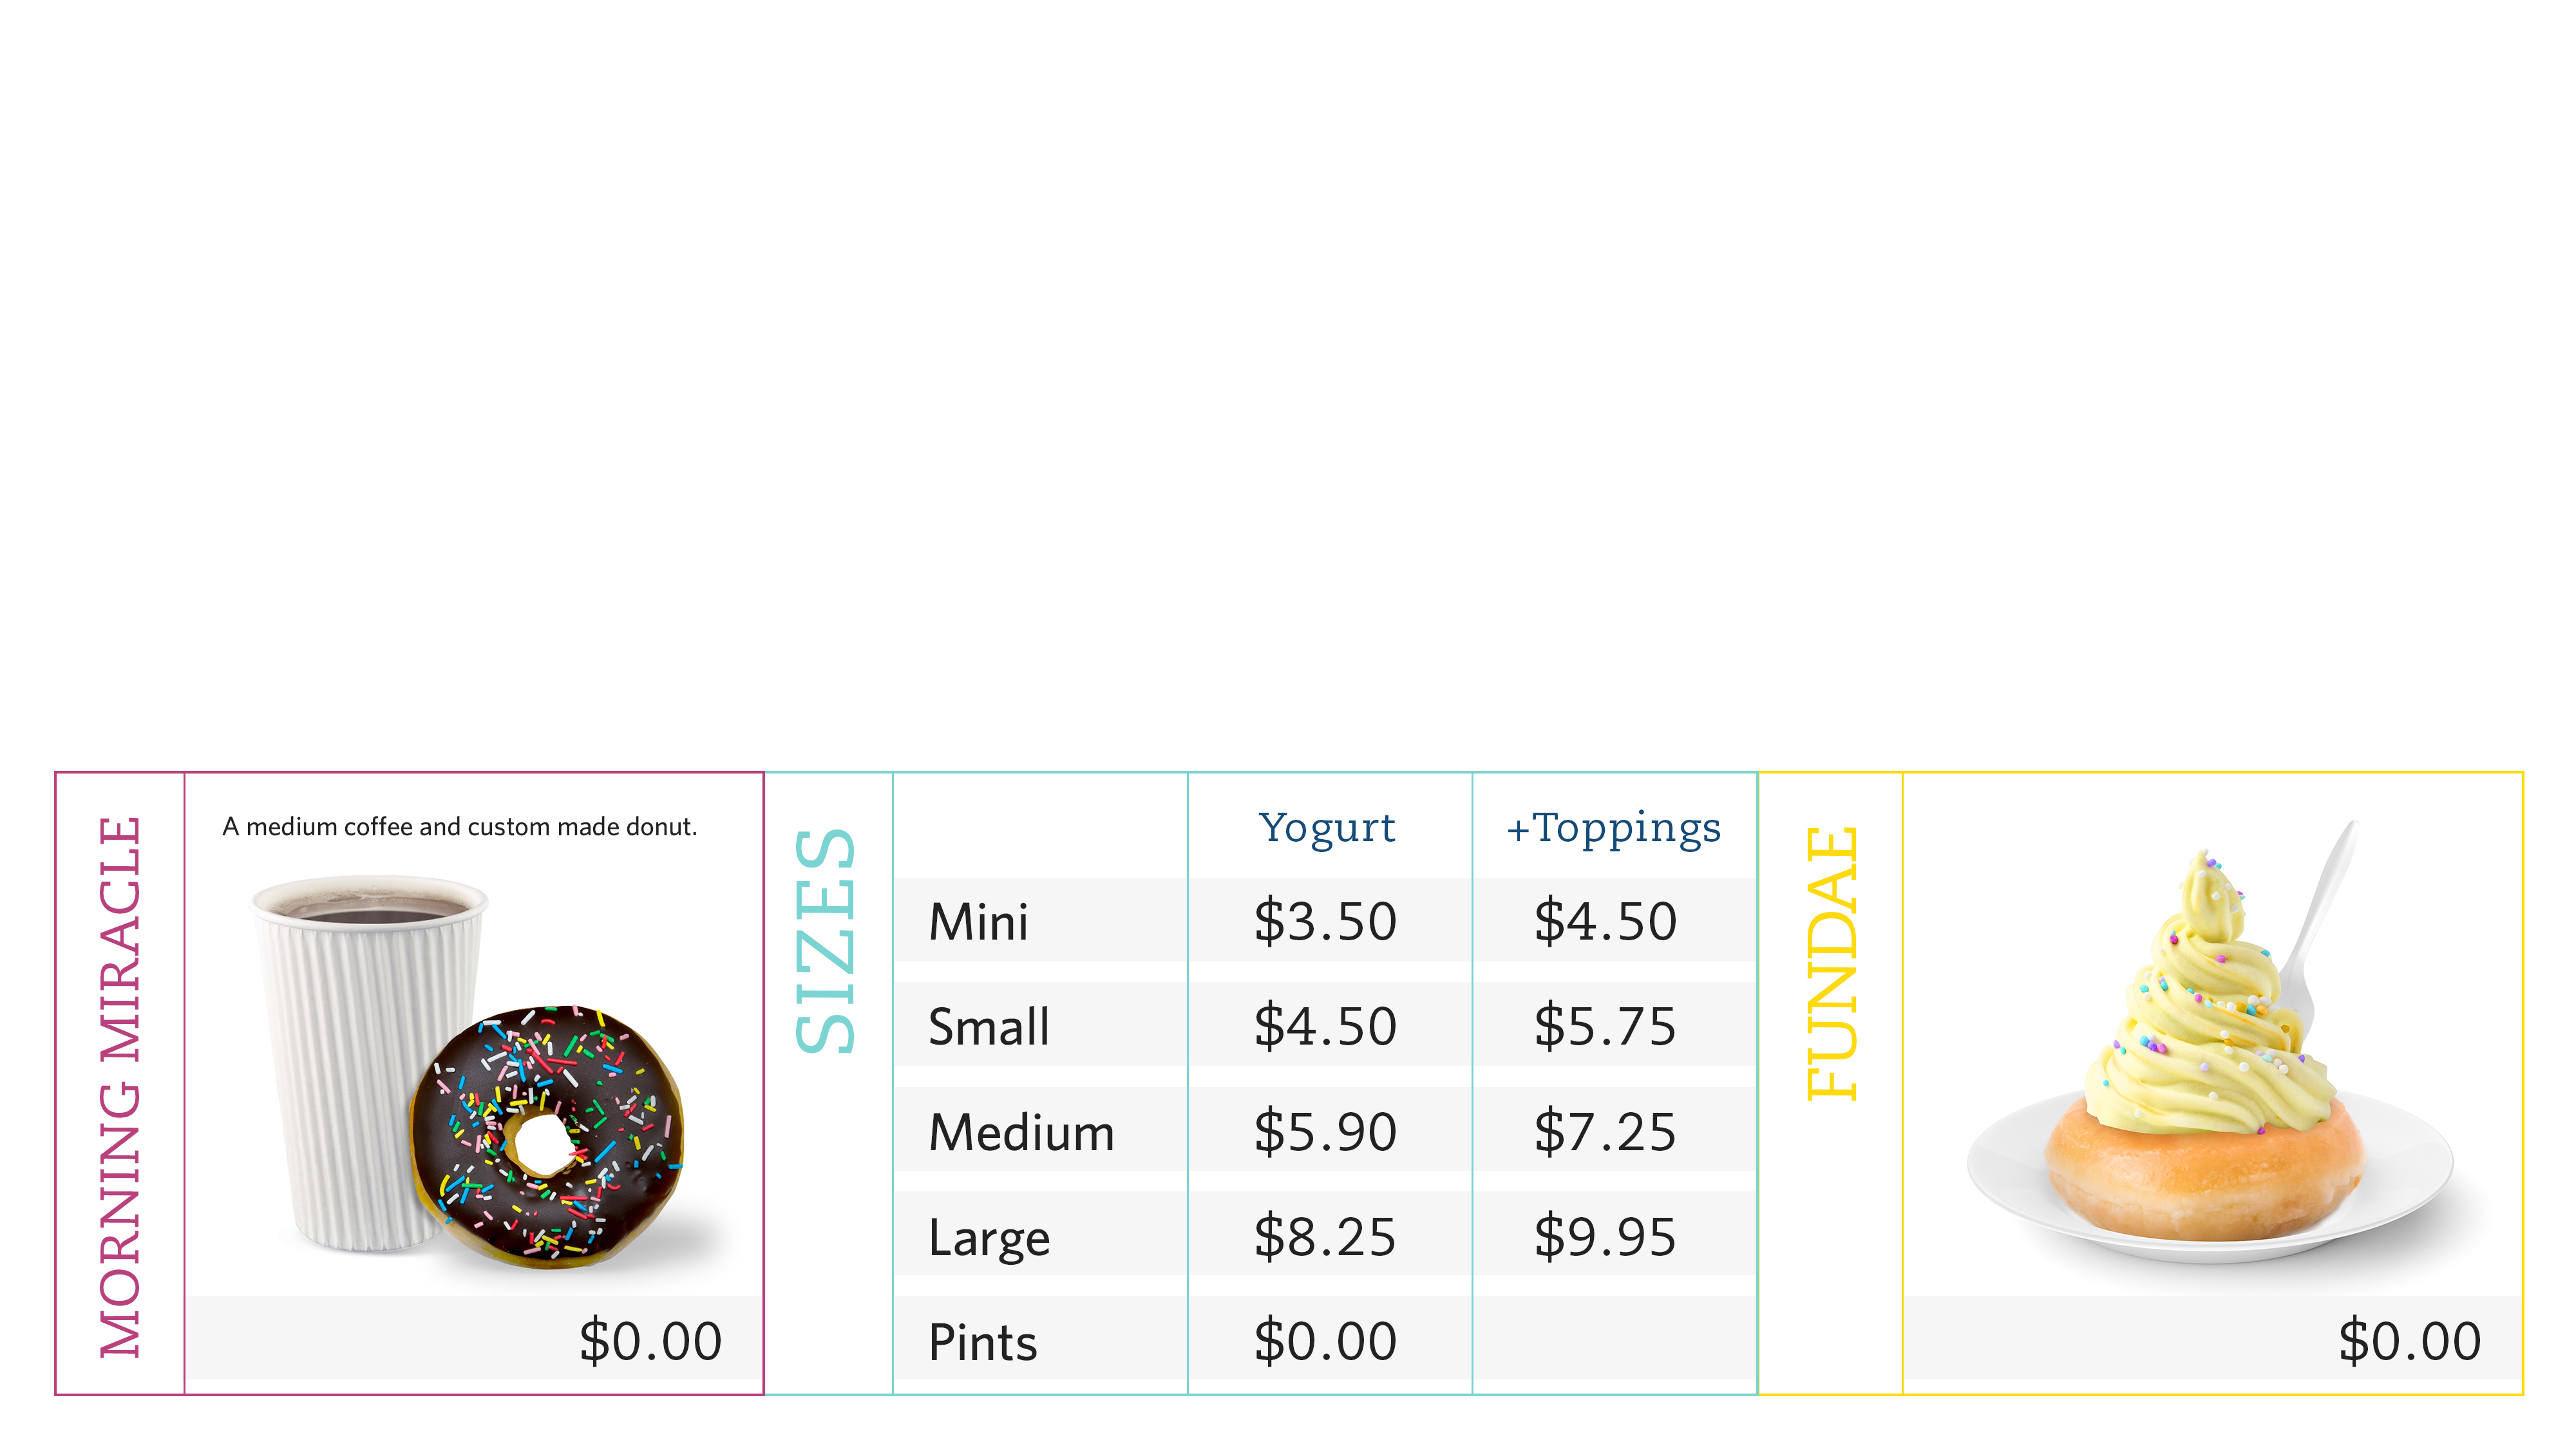 MORNING MIRACLE
A medium coffee and custom made donut.
$0.00
SIZES
Yogurt +Toppings
Mini $3.50 $4.50
Small $4.50 $5.75
Medium $5.90 $7.25
Large $8.25 $9.95
Pints $0.00
FUNDAE
$0.00